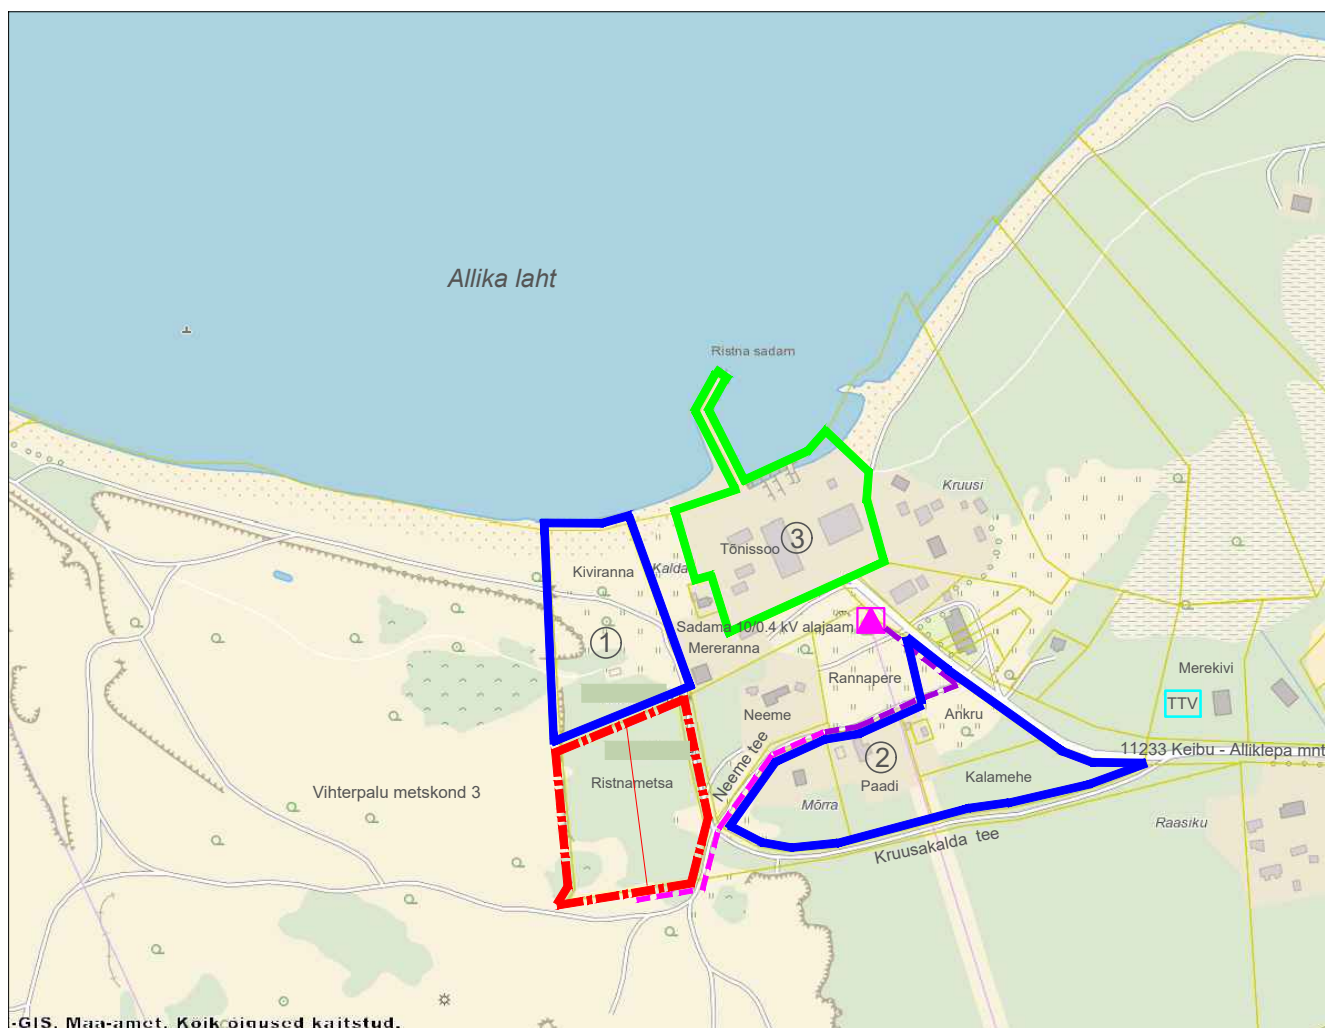 Allika laht
Ristna sadam
Kruusi
Tõnissoo
3
Kiviranna
Kalda
Sadama 10/0.4 kV alajaam
1
Mereranna
Merekivi
Rannapere
TTV
Neeme
Ankru
11233 Keibu - Alliklepa mnt
2
Neeme tee
Kalamehe
Ristnametsa
Paadi
Vihterpalu metskond 3
Mõrra
Raasiku
Kruusakalda tee
-GIS. Maa-amet. Kõik õigused kaitstud.